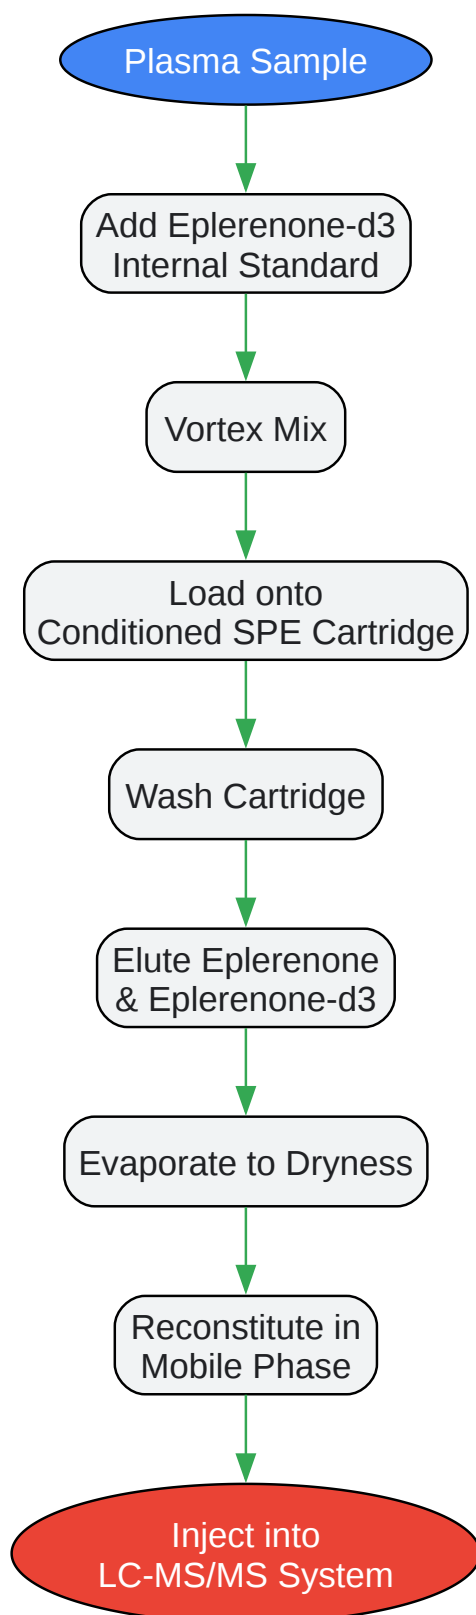 Plasma Sample
Add Eplerenone-d3
Internal Standard
Vortex Mix
Load onto
Conditioned SPE Cartridge
Wash Cartridge
Elute Eplerenone
& Eplerenone-d3
Evaporate to Dryness
Reconstitute in
Mobile Phase
Inject into
LC-MS/MS System